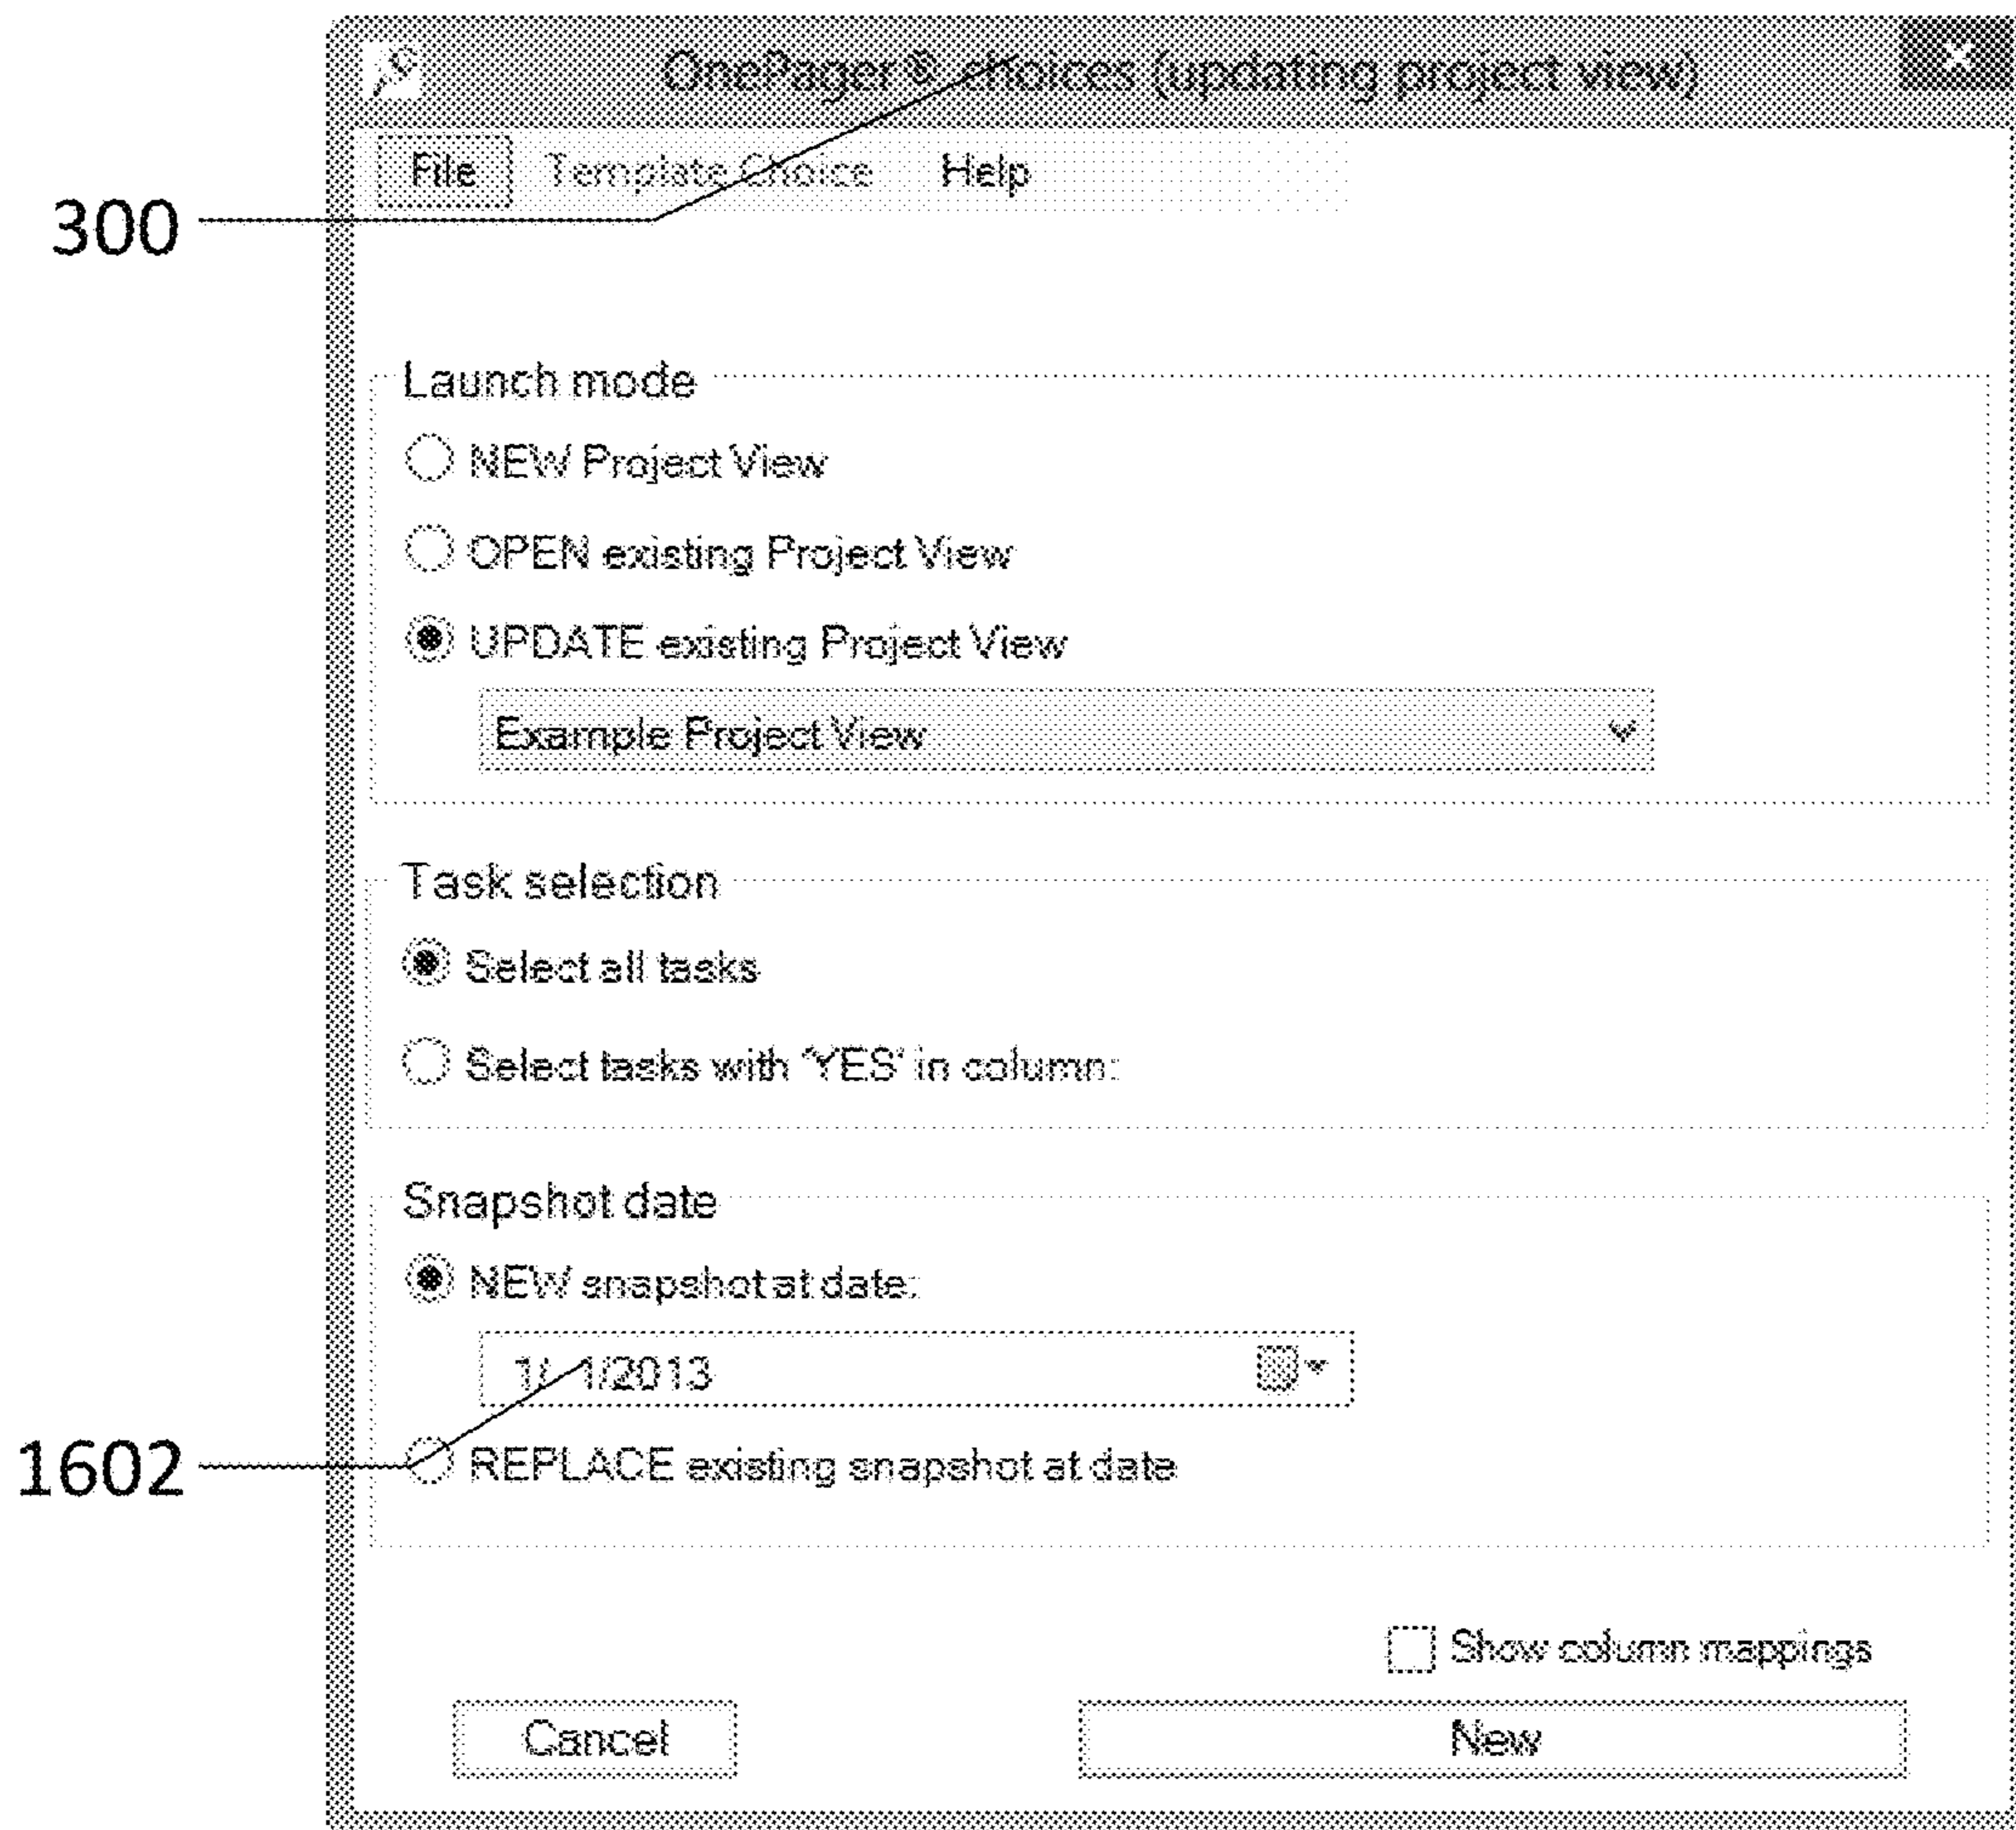 OnePager® choices (updating project view) X
File Template Choice Help
300
Launch mode
NEW Project View
OPEN existing Project View
UPDATE existing Project View
Example Project View
Task selection
Select all tasks
Select tasks with 'YES' in column:
Snapshot date
NEW snapshot at date:
1/ 1/2013
1602
REPLACE existing snapshot at date
Show column mappings
Cancel New